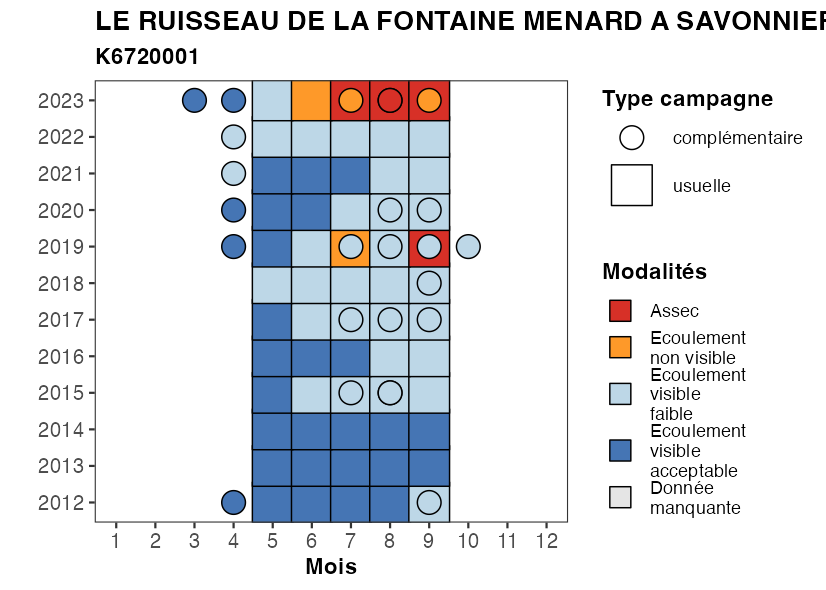 LE RUISSEAU DE LA FONTAINE MENARD A SAVONNIER
K6720001
2023
2022
2021
2020
2019
2018
2017
2016
2015
2014
2013
2012
1 2 3 4 5 6 7 8 9 10 11 12
Mois
Type campagne
complémentaire
usuelle
Modalités
Assec
Ecoulement
non visible
Ecoulement
visible
faible
Ecoulement
visible
acceptable
Donnée
manquante